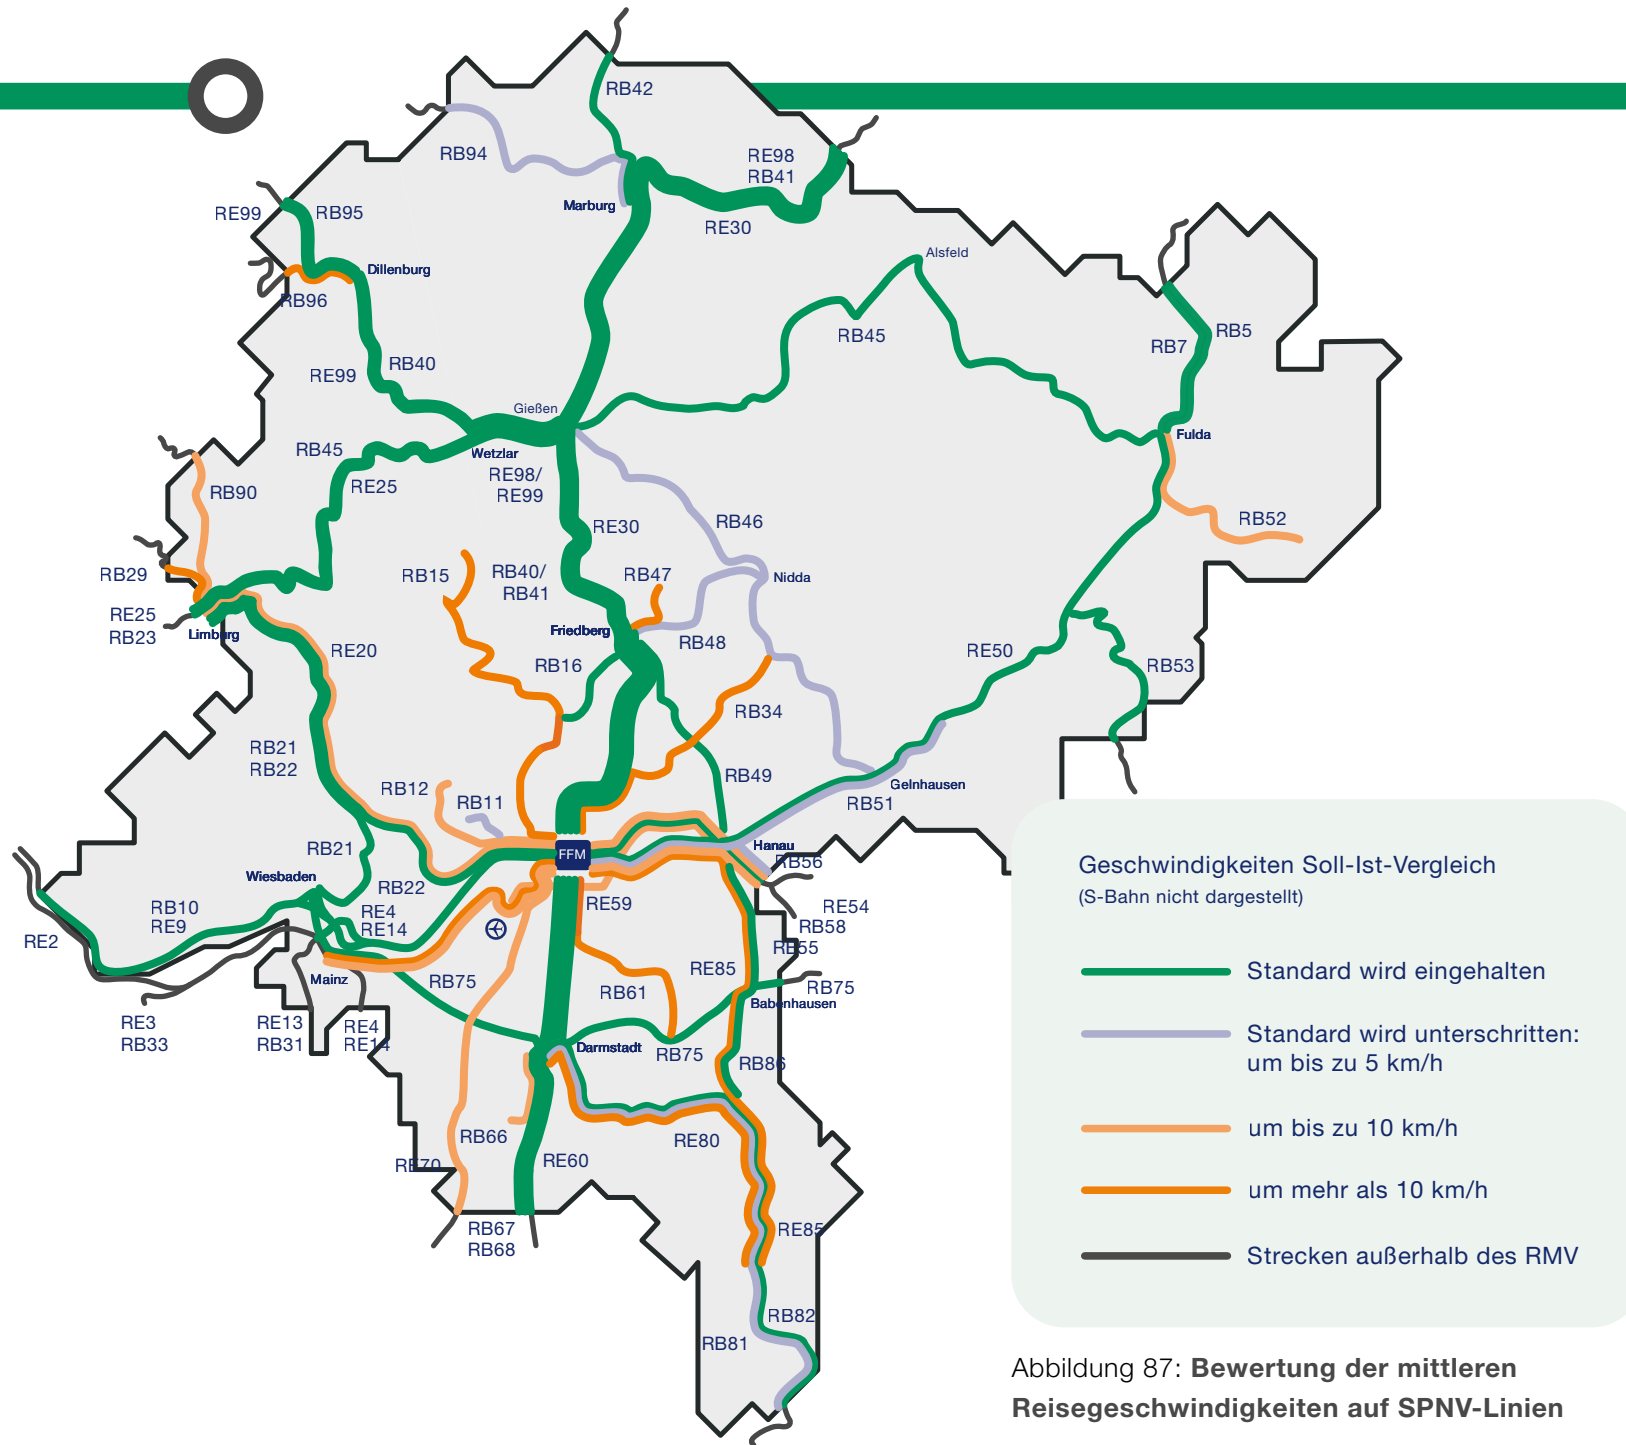 RB42
RB94
RE98
RB41
Marburg
RE30
RE99
RB95
Dillenburg
RB96
Alsfeld
RB45
RB5
RB7
RB40
RE99
Gießen
Fulda
RB45
Wetzlar
RE98/
RE99
RE25
RB90
RB46
RB52
RE30
RB15
RB40/
RB41
RB47
Nidda
RB29
RE25
RB23
Limburg
Friedberg
RB48
RE20
RB16
RE50
RB53
RB34
RB21
RB22
RB49
RB12
RB11
Gelnhausen
RB51
RB21
FFM
Hanau
RB56
Wiesbaden
RB22
RB10
RE9
RE4
RE14
RE59
RE54
RB58
RE2
RE55
RE85
Mainz
RB75
RB61
RB75
Babenhausen
RE3
RB33
RE13
RB31
RE4
RE14
Darmstadt
RB75
RB86
RB66
RE80
RE70
RE60
RB67
RB68
RE85
RB82
RB81
Geschwindigkeiten Soll-Ist-Vergleich
(S-Bahn nicht dargestellt)
Standard wird eingehalten
Standard wird unterschritten:
um bis zu 5 km/h
um bis zu 10 km/h
um mehr als 10 km/h
Strecken außerhalb des RMV
Abbildung 87: Bewertung der mittleren
Reisegeschwindigkeiten auf SPNV-Linien